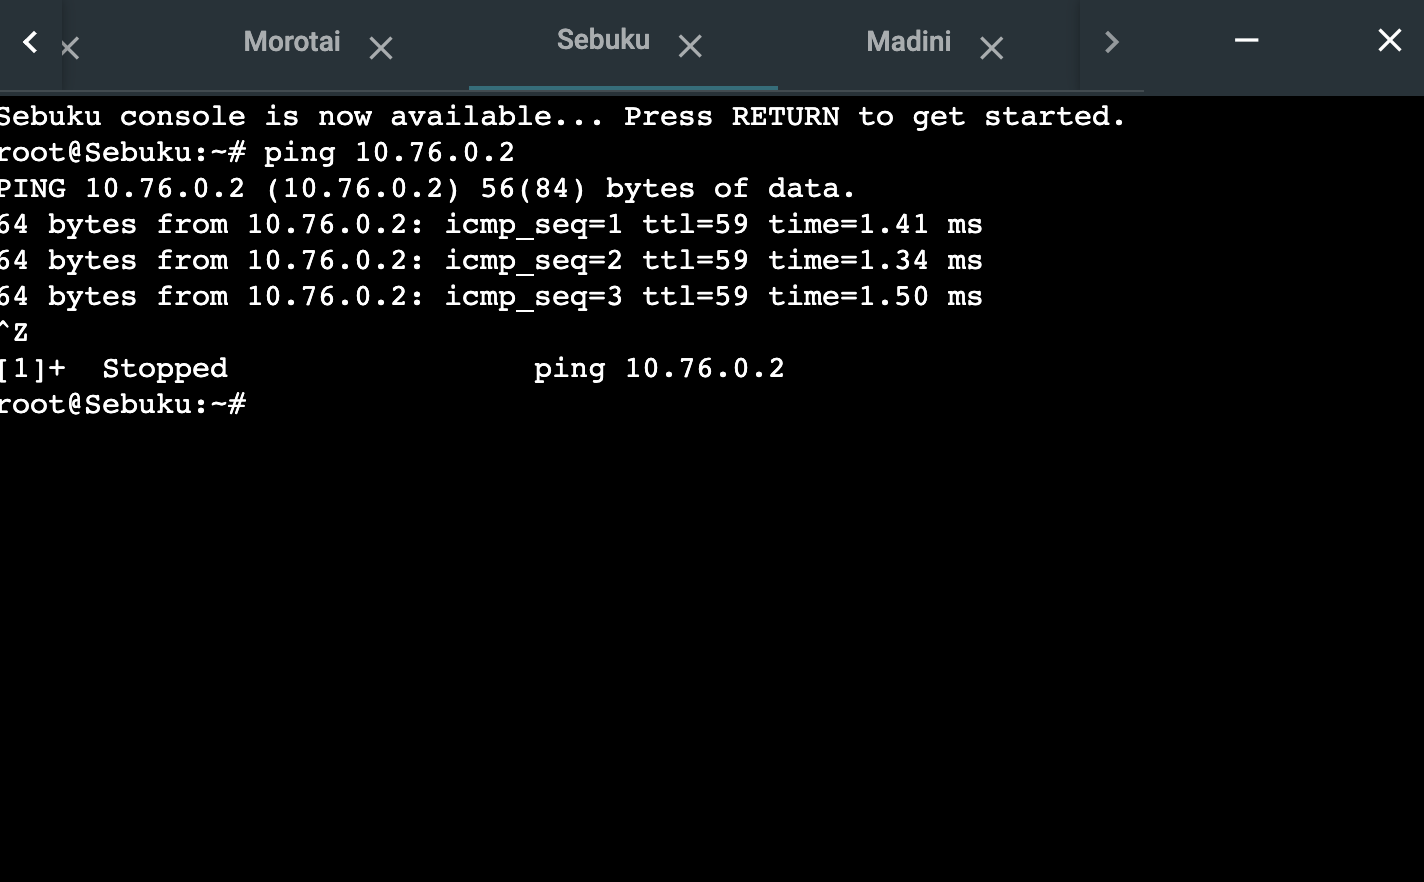 Morotai Sebuku Madini
Sebuku console is now available... Press RETURN to get started.
root@Sebuku:~# ping 10.76.0.2
PING 10.76.0.2 (10.76.0.2) 56(84) bytes of data.
64 bytes from 10.76.0.2: icmp_seq=1 ttl=59 time=1.41 ms
64 bytes from 10.76.0.2: icmp_seq=2 ttl=59 time=1.34 ms
64 bytes from 10.76.0.2: icmp_seq=3 ttl=59 time=1.50 ms
^Z
[1]+  Stopped                 ping 10.76.0.2
root@Sebuku:~#